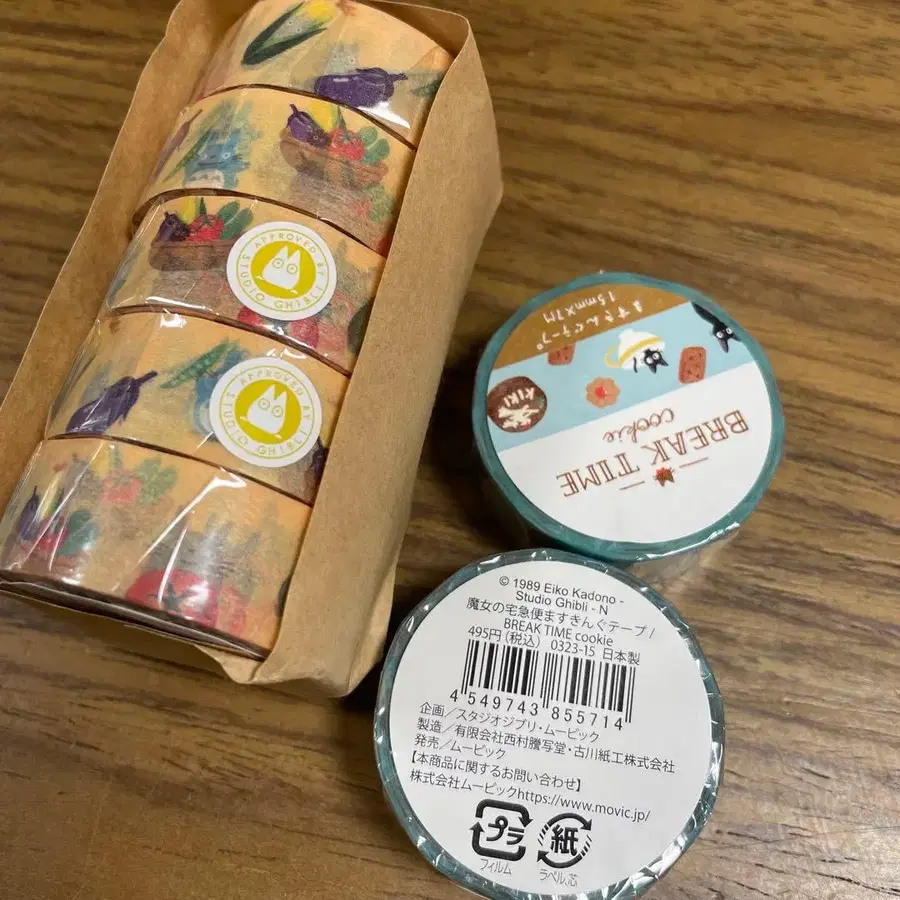 APPROVED BY
STUDIO GHIBLI
APPROVED BY
STUDIO GHIBLI
ますきんぐテープ
15mm×7M
KIKI
BREAK TIME
cookie
© 1989 Eiko Kadono -
Studio Ghibli - N
魔女の宅急便ますきんぐテープ /
BREAK TIME cookie
495円(税込) 0323-15 日本製
4 549743 855714
企画/スタジオジブリ・ムービック
製造/有限会社西村謄写堂・古川紙工株式会社
発売/ムービック
【本商品に関するお問い合わせ】
株式会社ムービックhttps://www.movic.jp/
プラ
フィルム
紙
ラベル,芯